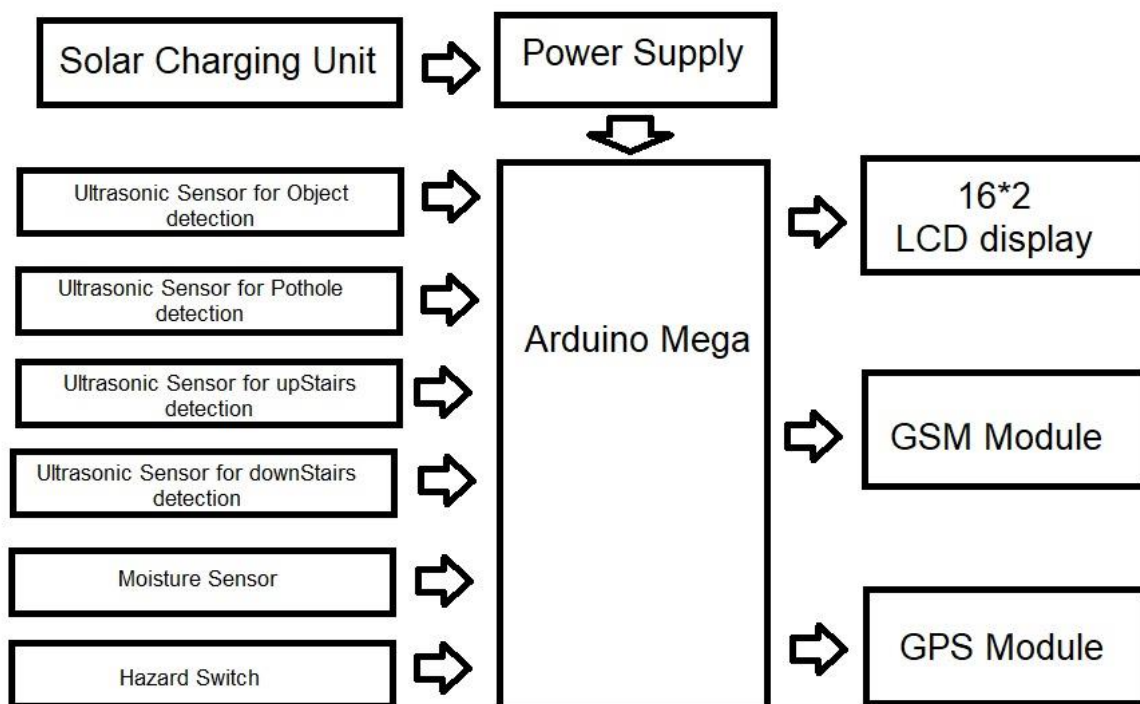 Solar Charging Unit
Power Supply
Ultrasonic Sensor for Object
detection
Ultrasonic Sensor for Pothole
detection
Ultrasonic Sensor for upStairs
detection
Ultrasonic Sensor for downStairs
detection
Moisture Sensor
Hazard Switch
Arduino Mega
16*2
LCD display
GSM Module
GPS Module